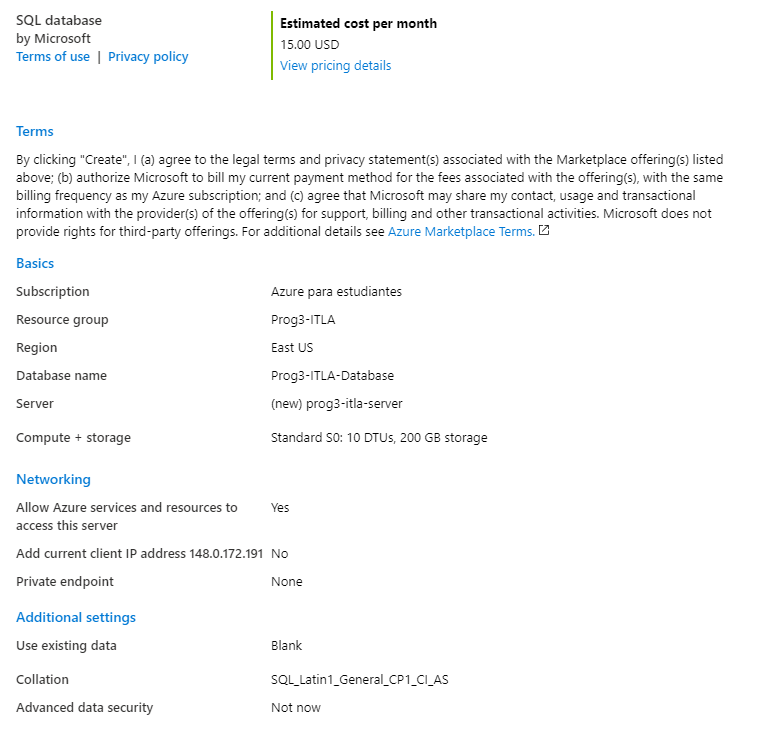 SQL database
by Microsoft
Terms of use | Privacy policy
Estimated cost per month
15.00 USD
View pricing details
Terms
By clicking "Create", I (a) agree to the legal terms and privacy statement(s) associated with the Marketplace offering(s) listed
above; (b) authorize Microsoft to bill my current payment method for the fees associated with the offering(s), with the same
billing frequency as my Azure subscription; and (c) agree that Microsoft may share my contact, usage and transactional
information with the provider(s) of the offering(s) for support, billing and other transactional activities. Microsoft does not
provide rights for third-party offerings. For additional details see Azure Marketplace Terms.
Basics
Subscription Azure para estudiantes
Resource group Prog3-ITLA
Region East US
Database name Prog3-ITLA-Database
Server (new) prog3-itla-server
Compute + storage Standard S0: 10 DTUs, 200 GB storage
Networking
Allow Azure services and resources to Yes
access this server
Add current client IP address 148.0.172.191 No
Private endpoint None
Additional settings
Use existing data Blank
Collation SQL_Latin1_General_CP1_CI_AS
Advanced data security Not now